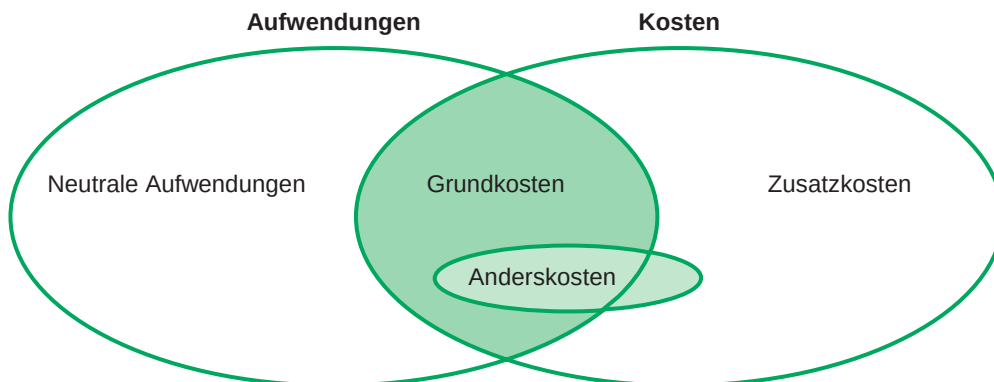 Aufwendungen Kosten
Neutrale Aufwendungen Grundkosten Zusatzkosten
Anderskosten